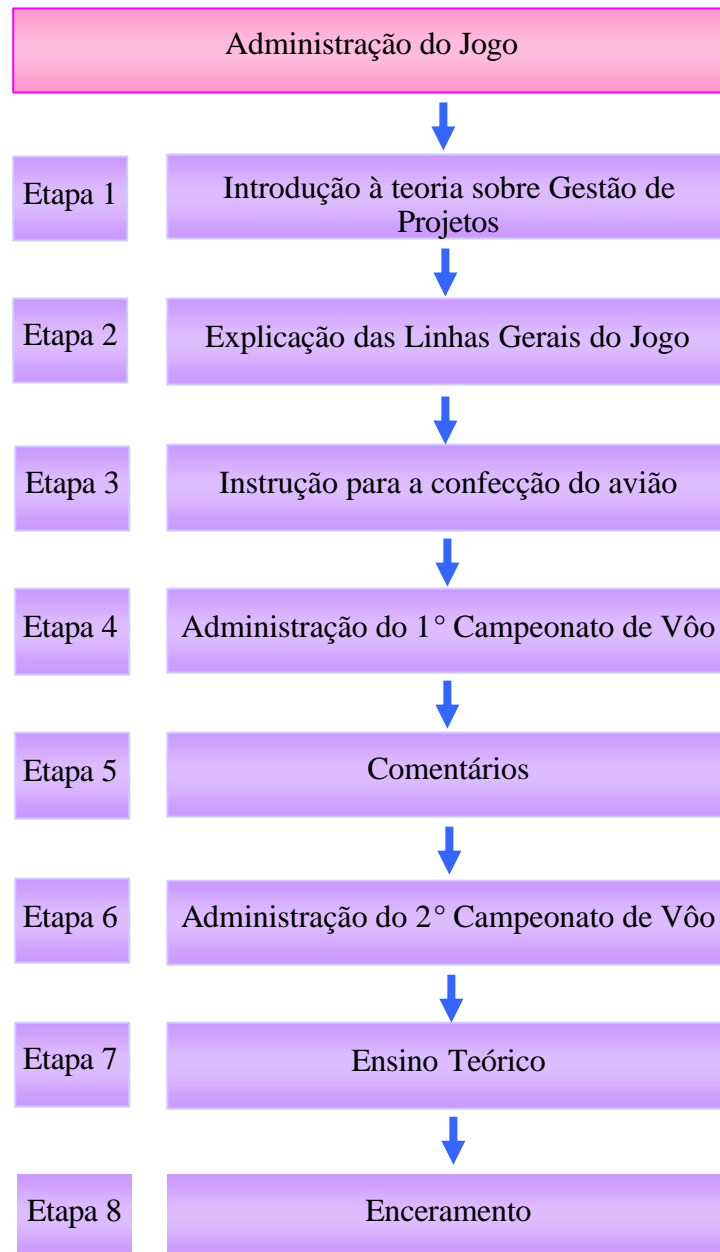 Administração do Jogo
Etapa 1
Introdução à teoria sobre Gestão de
Projetos
Etapa 2
Explicação das Linhas Gerais do Jogo
Etapa 3
Instrução para a confecção do avião
Etapa 4
Administração do 1° Campeonato de Vôo
Etapa 5
Comentários
Etapa 6
Administração do 2° Campeonato de Vôo
Etapa 7
Ensino Teórico
Etapa 8
Enceramento